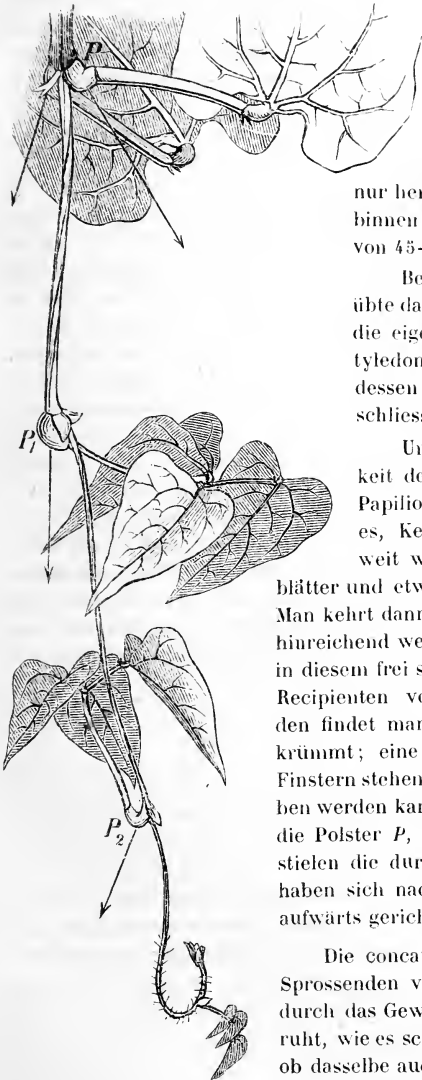 P
nur her
binnen
von 45-
Be
übte da
die eige
tyledon
dessen
schliess
P1
Un
keit de
Papilio
es, Ke
weit w
blätter und etw
Man kehrt dann
hinreichend we
in diesem frei s
Recipienten ve
den findet man
krümmt; eine
Finstern stehen
ben werden kan
P2
die Polster P,
stielen die dur
haben sich nac
aufwärts gerich
Die conca
Sprossenden v
durch das Gew
ruht, wie es sc
ob dasselbe auc